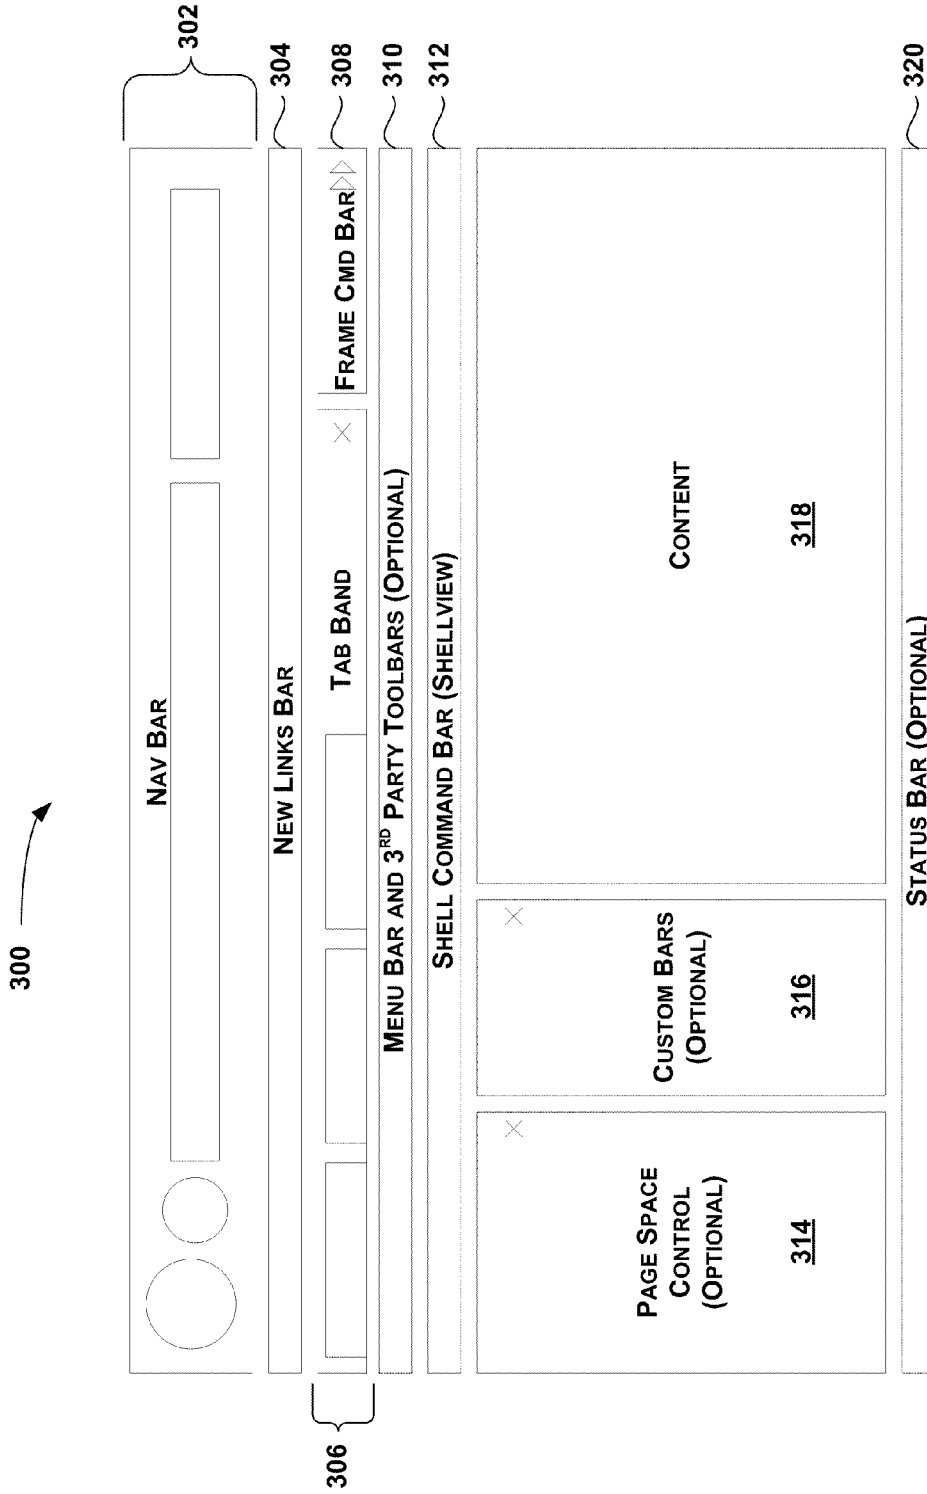 300
NAV BAR
302
NEW LINKS BAR
304
306
TAB BAND
FRAME CMD BAR
308
MENU BAR AND 3RD PARTY TOOLBARS (OPTIONAL)
310
SHELL COMMAND BAR (SHELLVIEW)
312
PAGE SPACE
CONTROL
(OPTIONAL)
314
CUSTOM BARS
(OPTIONAL)
316
CONTENT
318
STATUS BAR (OPTIONAL)
320